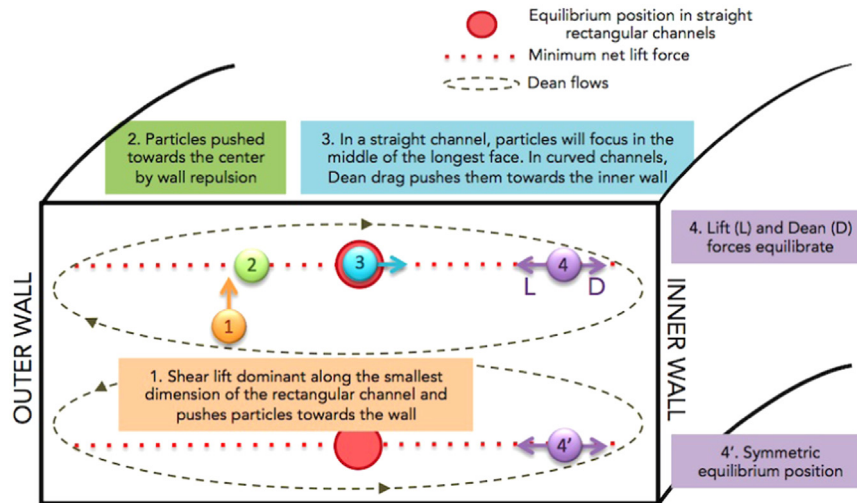 Equilibrium position in straight
rectangular channels
Minimum net lift force
Dean flows
2. Particles pushed
towards the center
by wall repulsion
3. In a straight channel, particles will focus in the
middle of the longest face. In curved channels,
Dean drag pushes them towards the inner wall
4. Lift (L) and Dean (D)
forces equilibrate
OUTER WALL
2
3
4
L
D
1
INNER WALL
1. Shear lift dominant along the smallest
dimension of the rectangular channel and
pushes particles towards the wall
4'
4'. Symmetric
equilibrium position